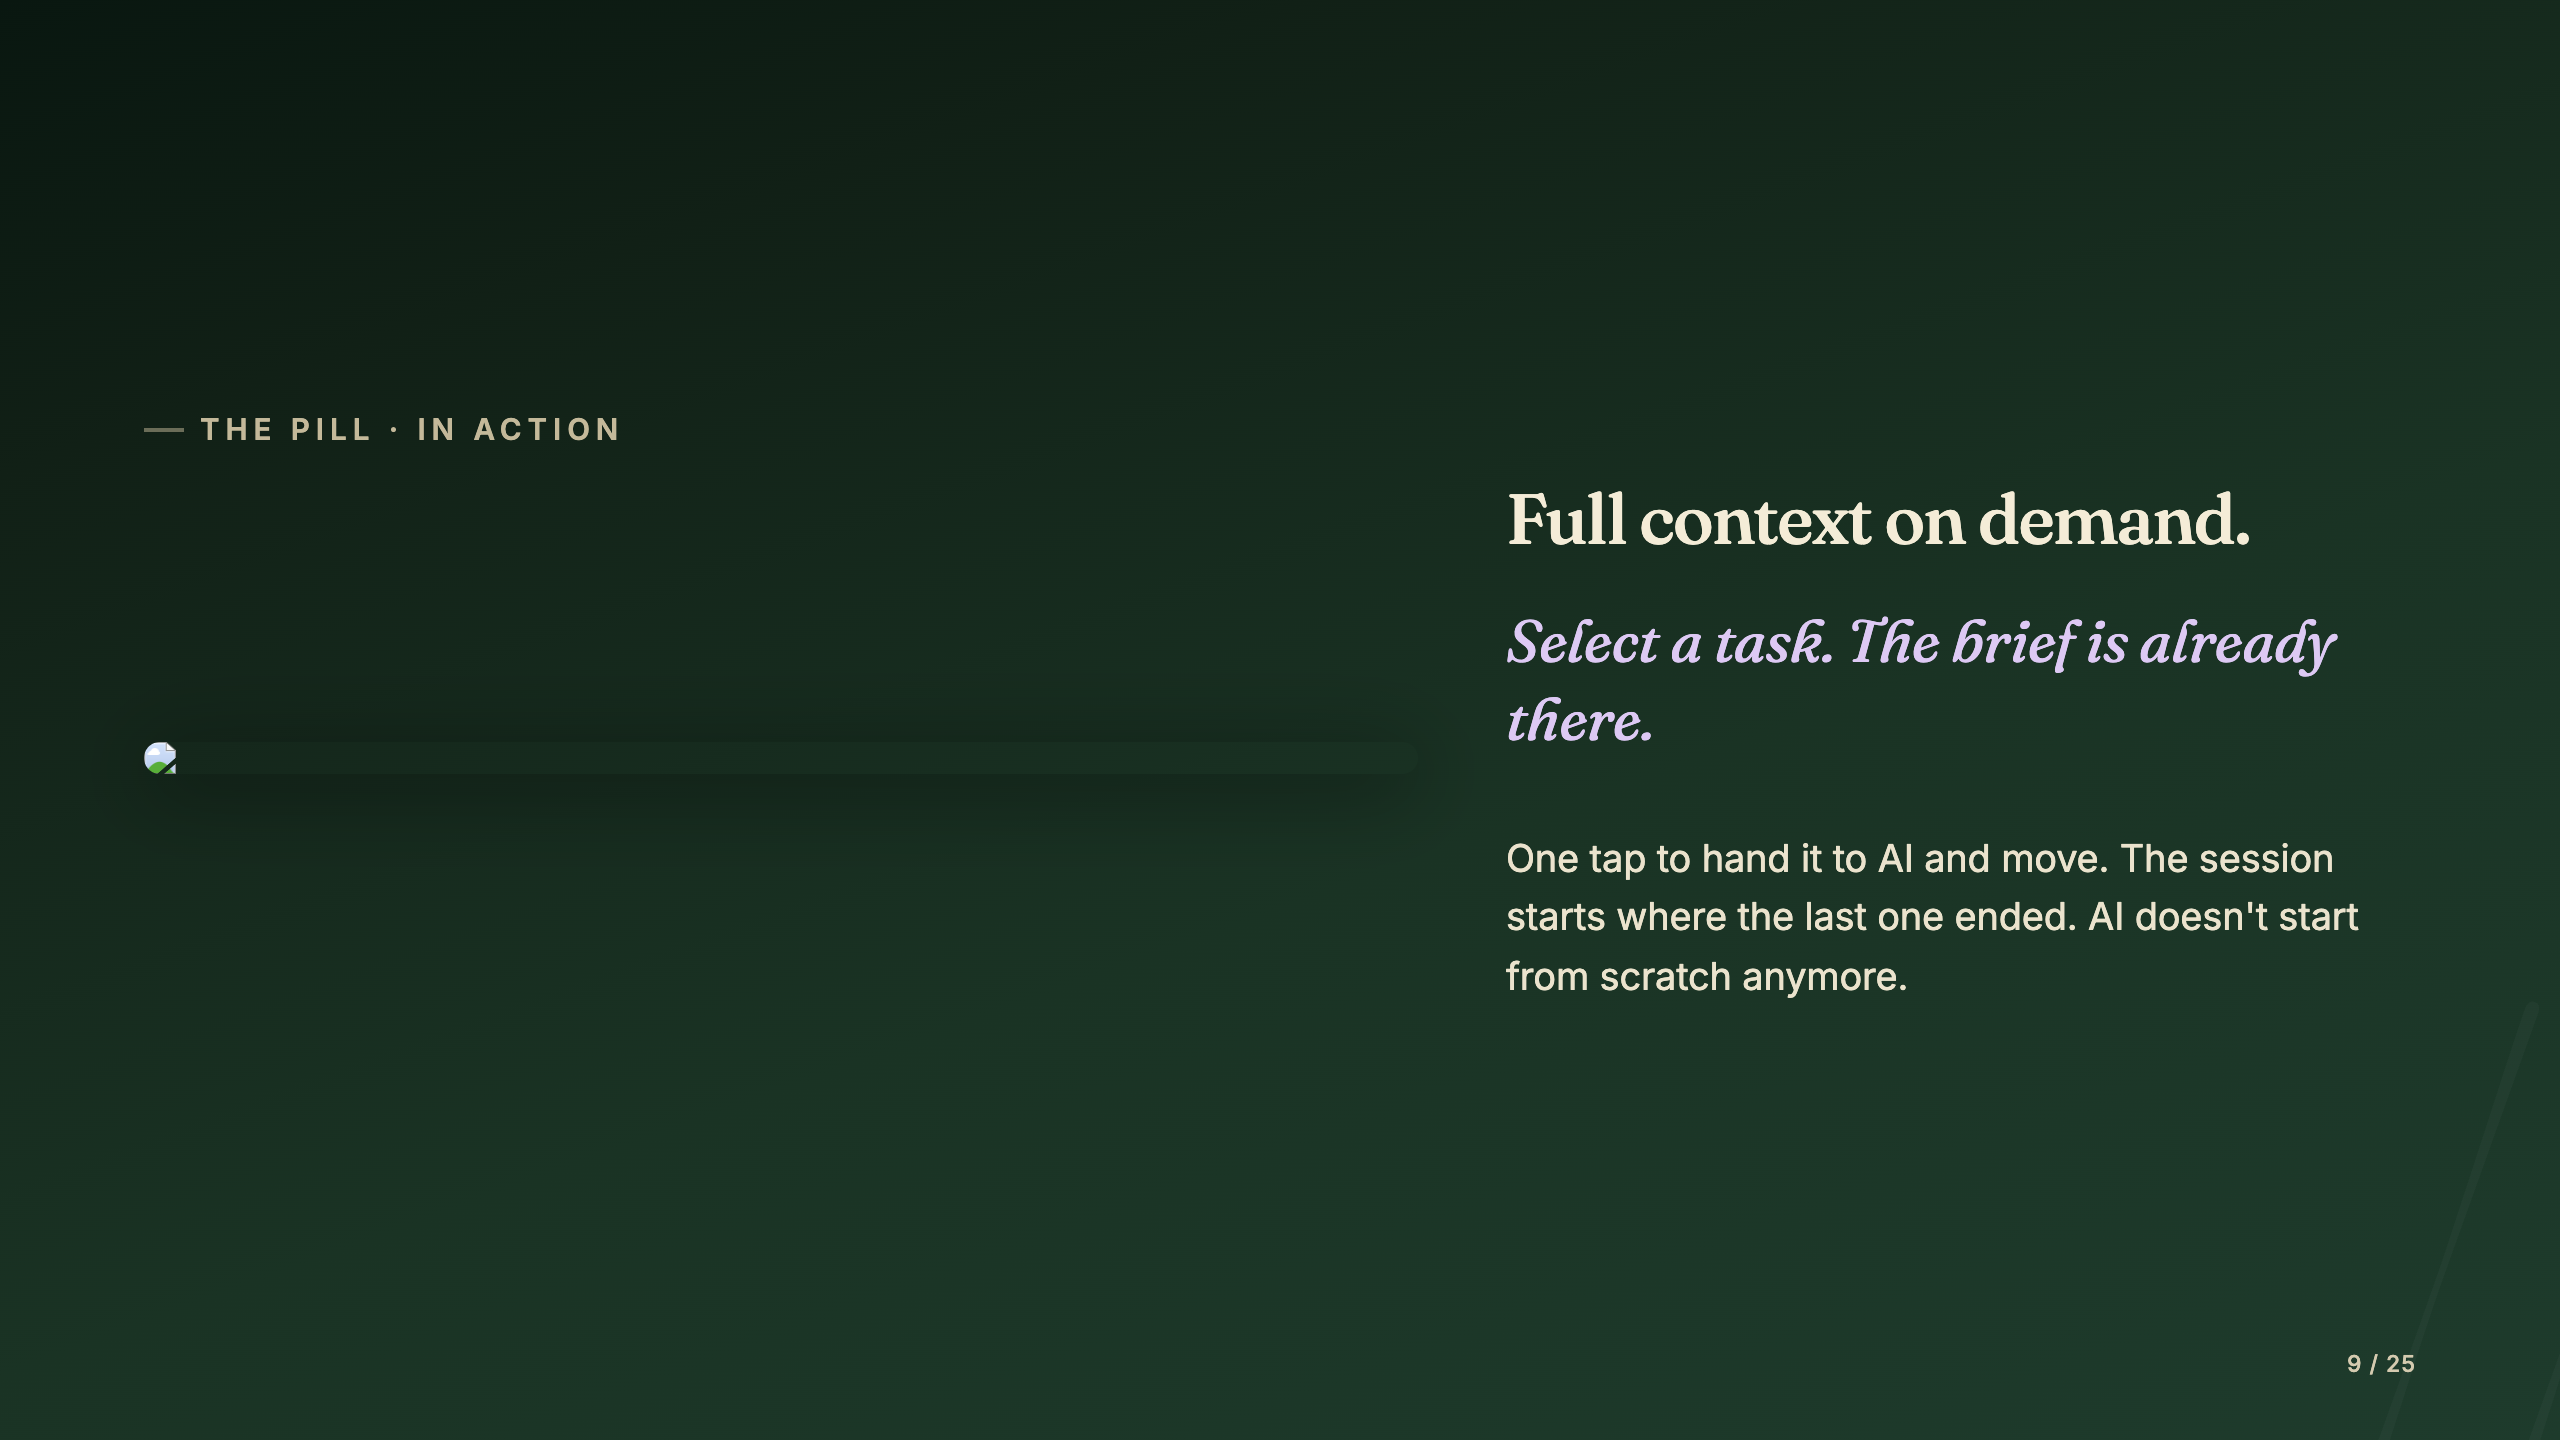 — THE PILL · IN ACTION
Full context on demand.
Select a task. The brief is already
there.
One tap to hand it to AI and move. The session
starts where the last one ended. AI doesn't start
from scratch anymore.
9 / 25